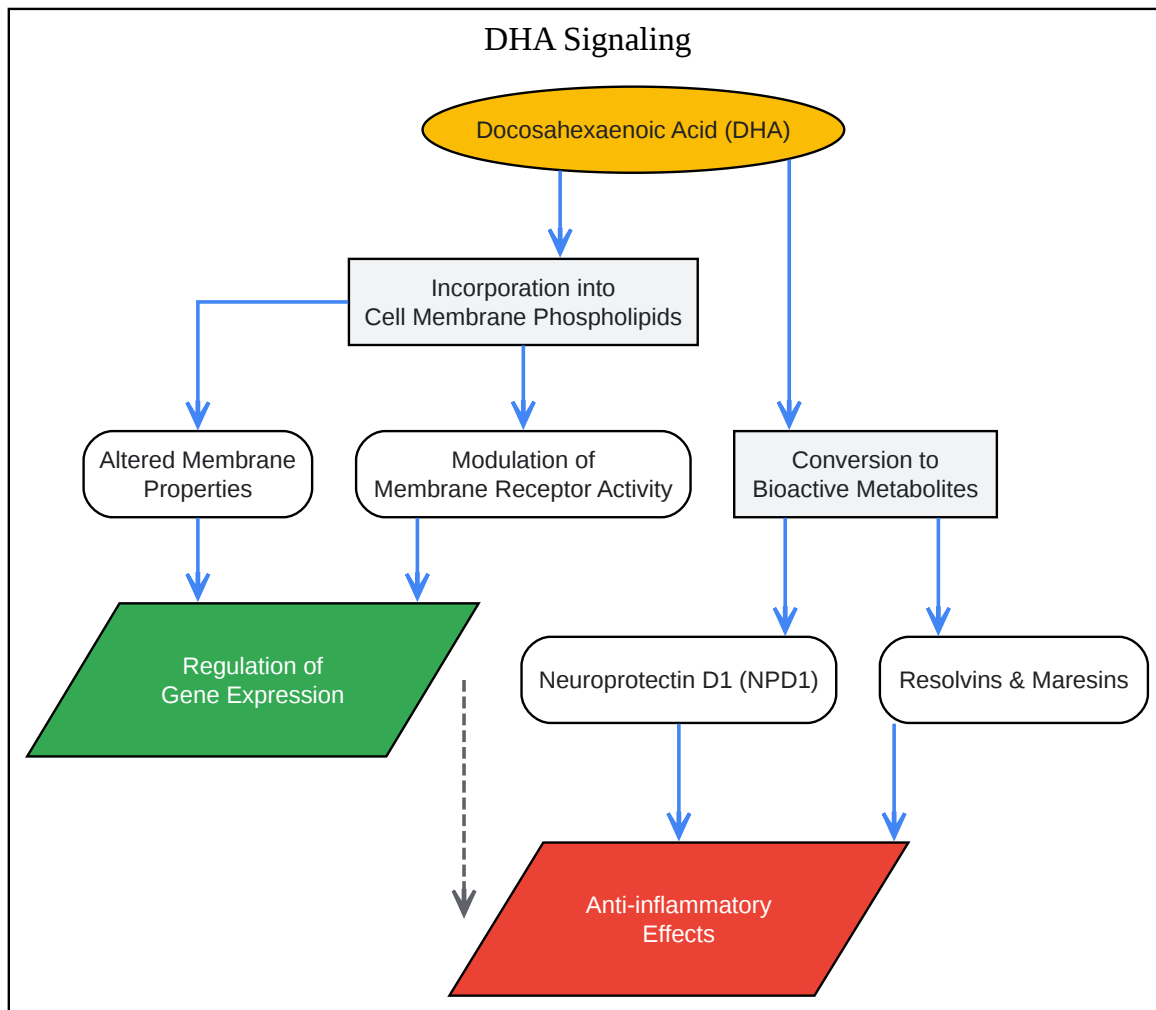 DHA Signaling
Docosahexaenoic Acid (DHA)
Incorporation into
Cell Membrane Phospholipids
Altered Membrane
Properties
Modulation of
Membrane Receptor Activity
Conversion to
Bioactive Metabolites
Regulation of
Gene Expression
Neuroprotectin D1 (NPD1)
Resolvins & Maresins
Anti-inflammatory
Effects